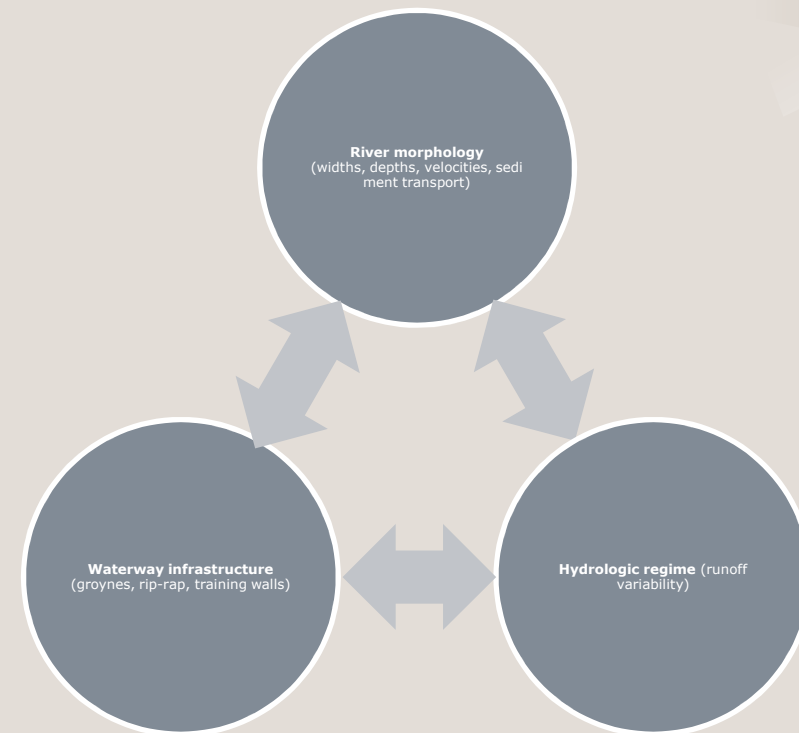 River morphology
(widths, depths, velocities, sedi
ment transport)
Waterway infrastructure
(groynes, rip-rap, training walls)
Hydrologic regime (runoff
variability)